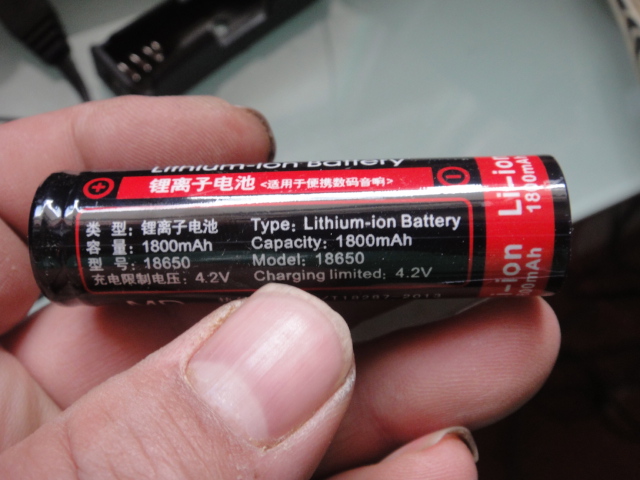 Lithium-ion Battery
锂离子电池 <适用于便携数码音响>
类 型: 锂离子电池 Type: Lithium-ion Battery
容 量: 1800mAh Capacity: 1800mAh
型 号: 18650 Model: 18650
充电限制电压: 4.2V Charging limited: 4.2V
Li-ion Li-ion
1800mAh